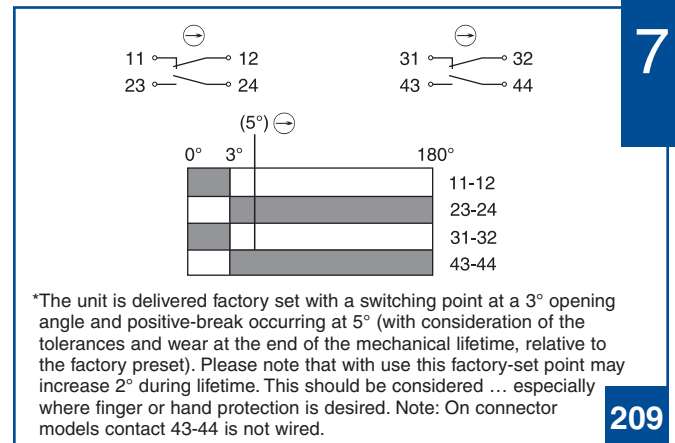 7
11 12 31 32
23 24 43 44
(5°)
0° 3° 180°
11-12
23-24
31-32
43-44
*The unit is delivered factory set with a switching point at a 3° opening
angle and positive-break occurring at 5° (with consideration of the
tolerances and wear at the end of the mechanical lifetime, relative to
the factory preset). Please note that with use this factory-set point may
increase 2° during lifetime. This should be considered … especially
where finger or hand protection is desired. Note: On connector
models contact 43-44 is not wired.
209